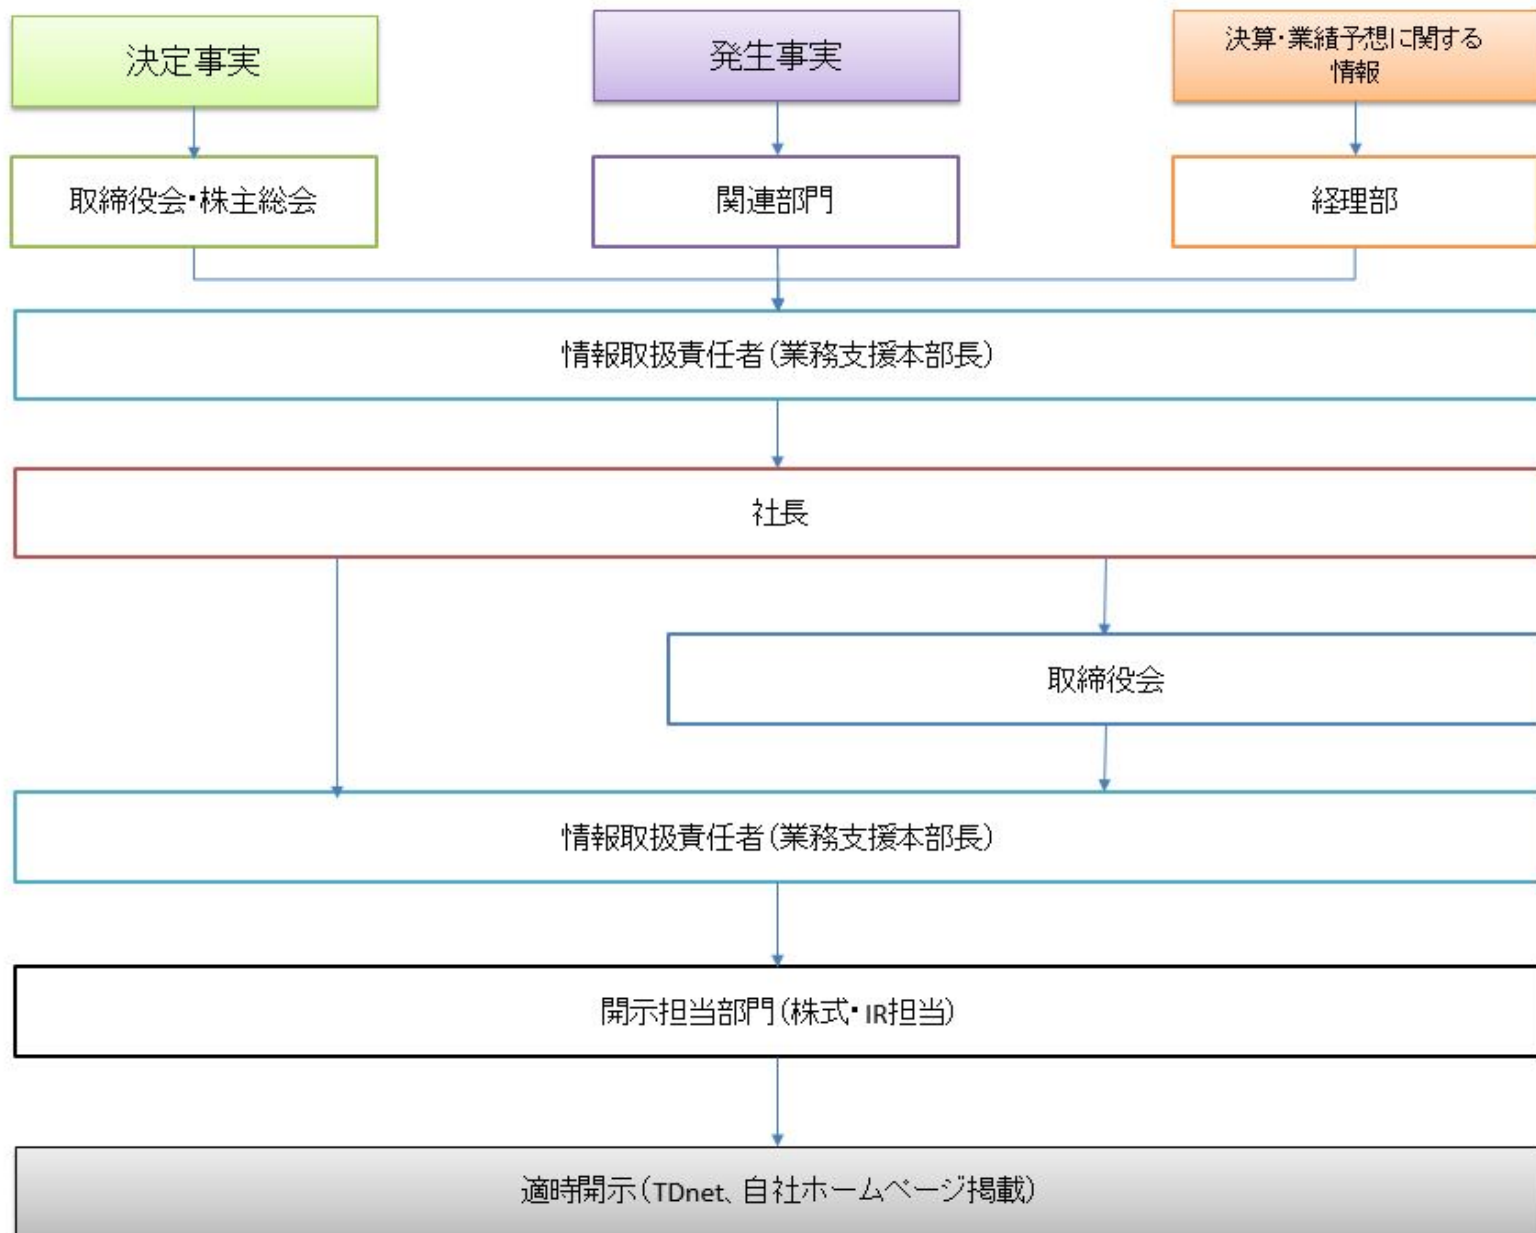 決定事実
発生事実
決算・業績予想に関する
情報
取締役会・株主総会
関連部門
経理部
情報取扱責任者(業務支援本部長)
社長
取締役会
情報取扱責任者(業務支援本部長)
開示担当部門(株式・IR担当)
適時開示(TDnet、自社ホームページ掲載)